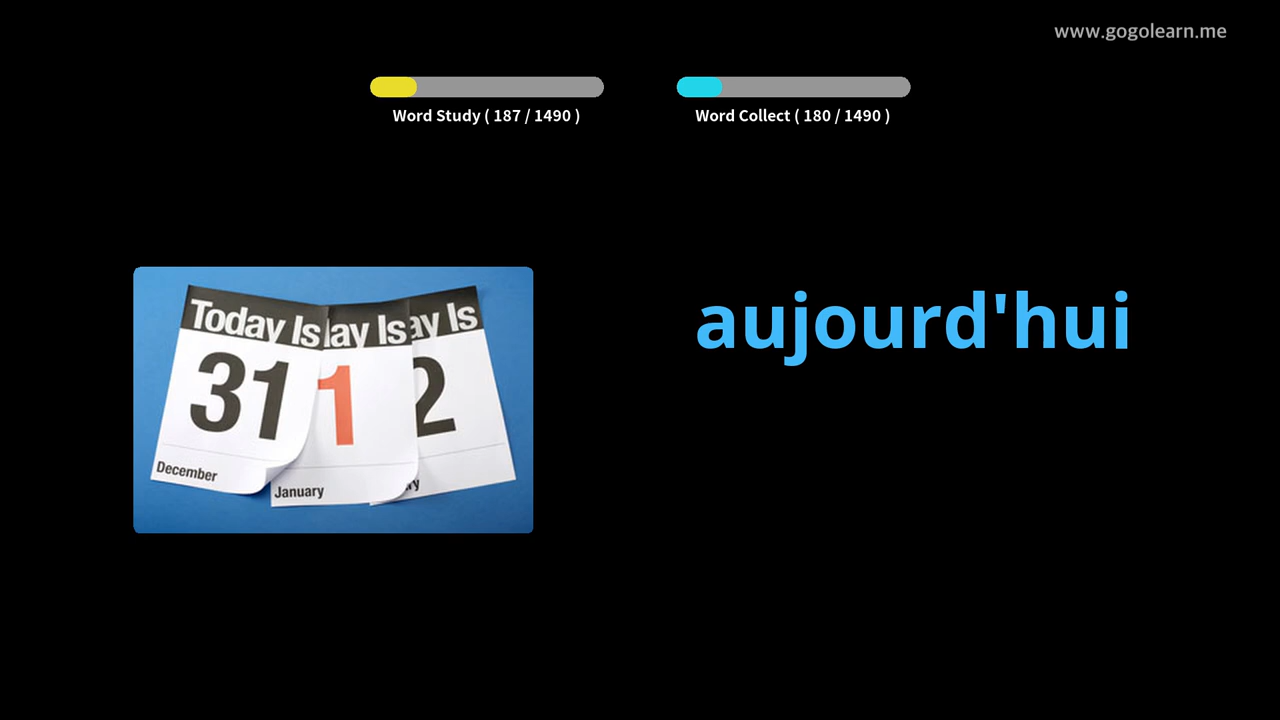 www.gogolearn.me
Word Study ( 187 / 1490 )
Word Collect ( 180 / 1490 )
Today Is
ay Is
ay Is
31
1
2
December
January
ry
aujourd'hui